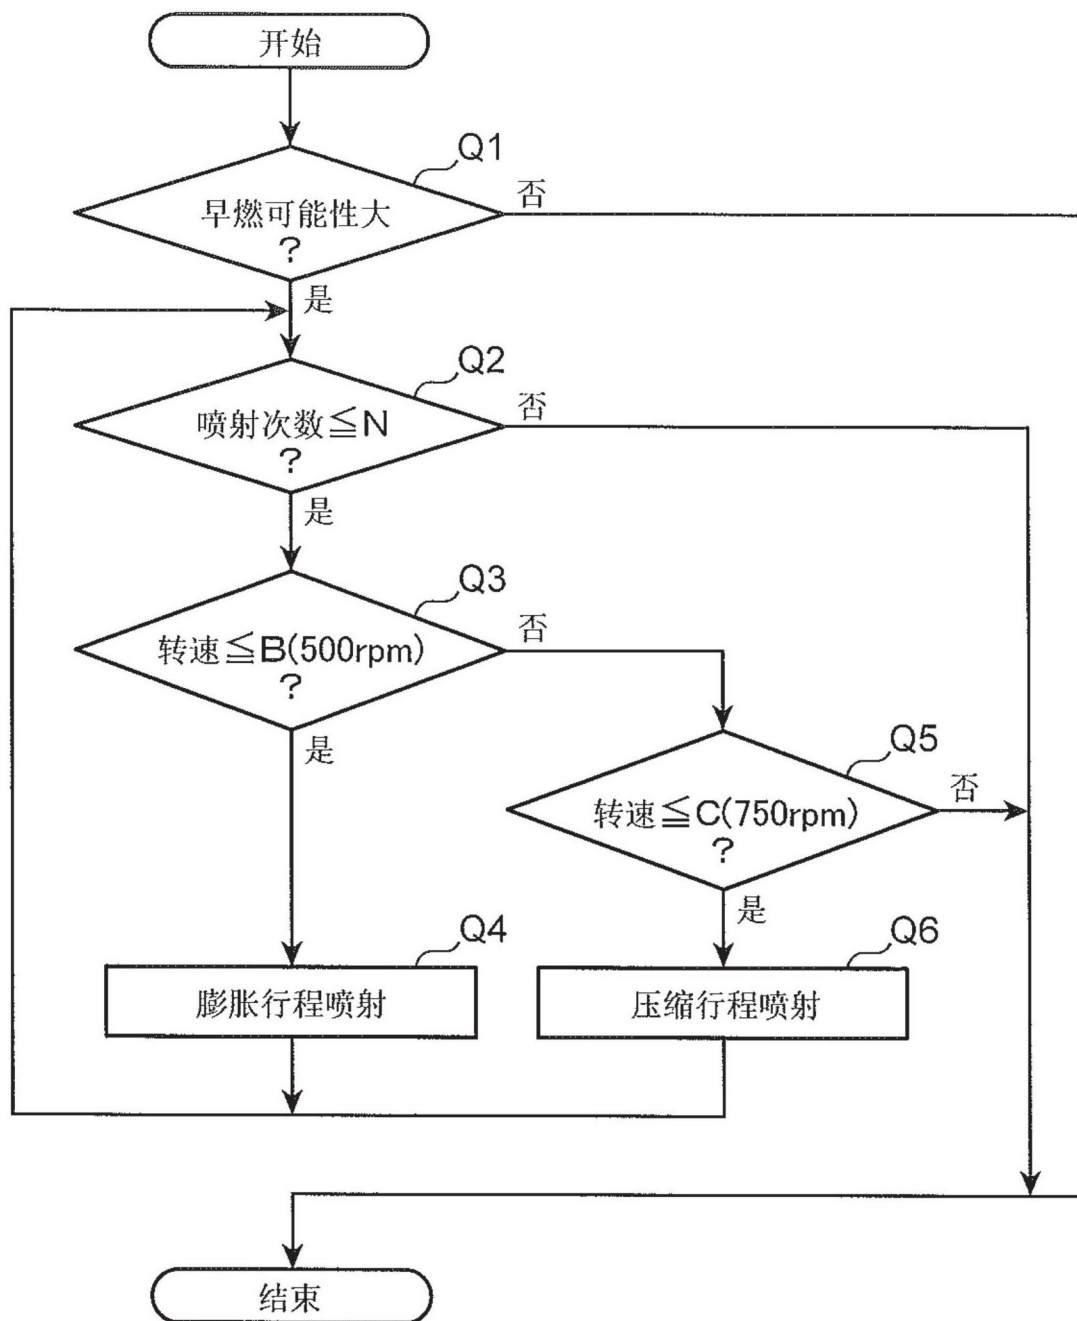 开始
Q1
早燃可能性大
?
否
是
Q2
喷射次数≦N
?
否
是
Q3
转速≦B(500rpm)
?
否
是
Q5
转速≦C(750rpm)
?
否
是
Q4
膨胀行程喷射
Q6
压缩行程喷射
结束